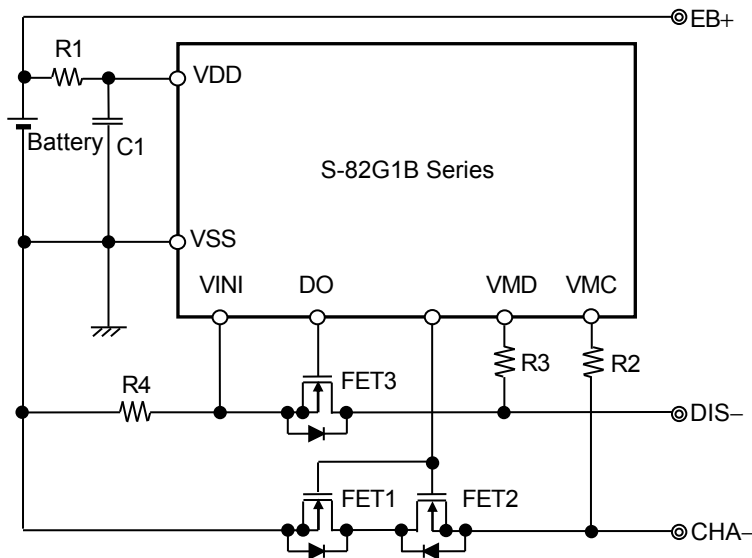 EB+
R1
VDD
Battery
C1
S-82G1B Series
VSS
VINI
DO
VMD
VMC
R3
R2
R4
FET3
DIS−
FET1
FET2
CHA−